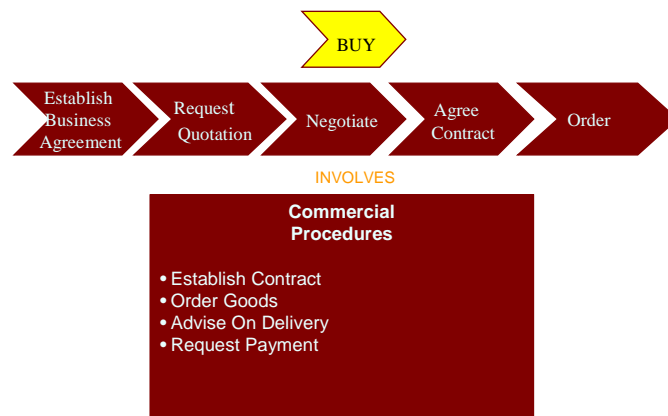 BUY
Establish
Business
Agreement
Request
Quotation
Negotiate
Agree
Contract
Order
INVOLVES
Commercial
Procedures
• Establish Contract
• Order Goods
• Advise On Delivery
• Request Payment